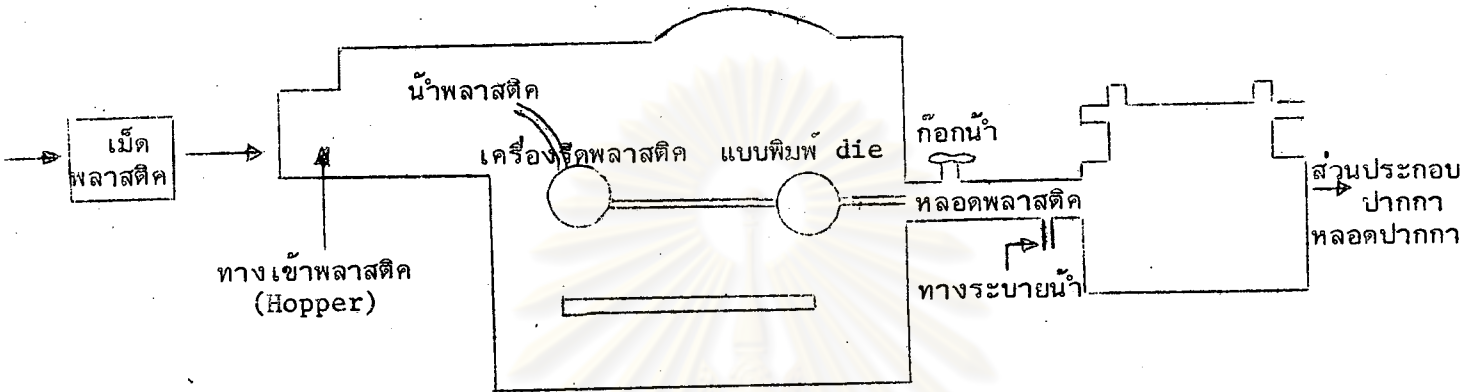 เม็ด
พลาสติค
ทางเข้าพลาสติค
(Hopper)
น้ำพลาสติค
เครื่องรีดพลาสติค
แบบพิมพ์ die
ก๊อกน้ำ
หลอดพลาสติค
ทางระบายน้ำ
ส่วนประกอบ
ปากกา
หลอดปากกา